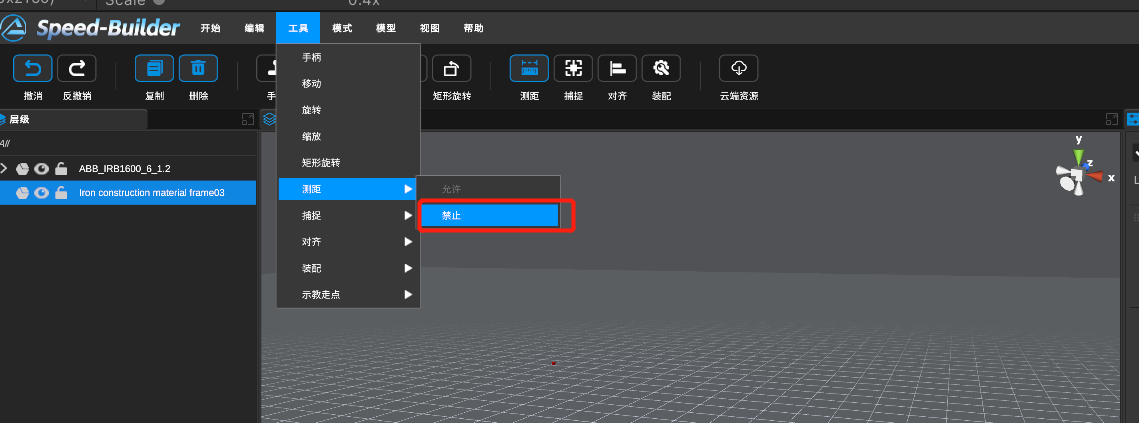 Scale
0.4x
Speed-Builder 开始 编辑 工具 模式 模型 视图 帮助
撤消 反撤销 复制 删除 手 矩形旋转 测距 捕捉 对齐 装配 云端资源
手柄
移动
旋转
缩放
矩形旋转
测距
捕捉
对齐
装配
示教走点
允许
禁止
层级
All
ABB_IRB1600_6_1.2
Iron construction material frame03
y
z
x